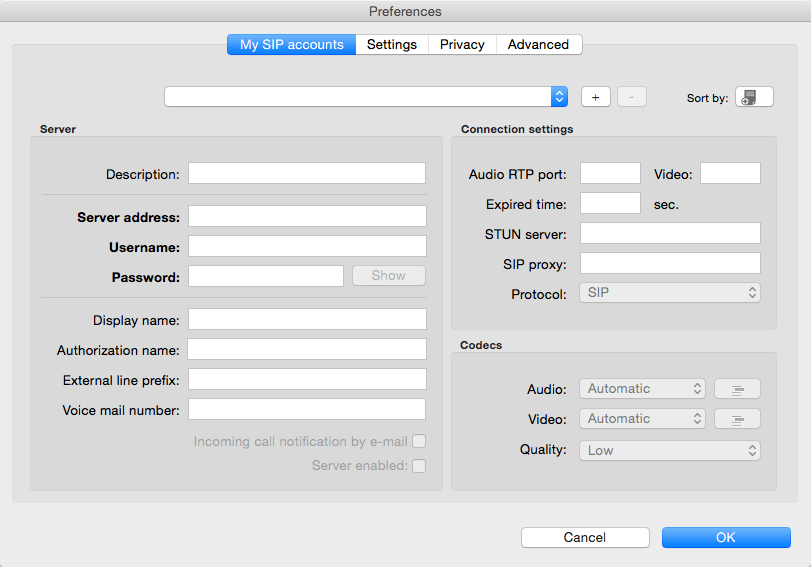 Preferences
My SIP accounts Settings Privacy Advanced
+ - Sort by:
Server
Description:
Server address:
Username:
Password: Show
Display name:
Authorization name:
External line prefix:
Voice mail number:
Incoming call notification by e-mail
Server enabled:
Connection settings
Audio RTP port: Video:
Expired time: sec.
STUN server:
SIP proxy:
Protocol: SIP
Codecs
Audio: Automatic
Video: Automatic
Quality: Low
Cancel OK